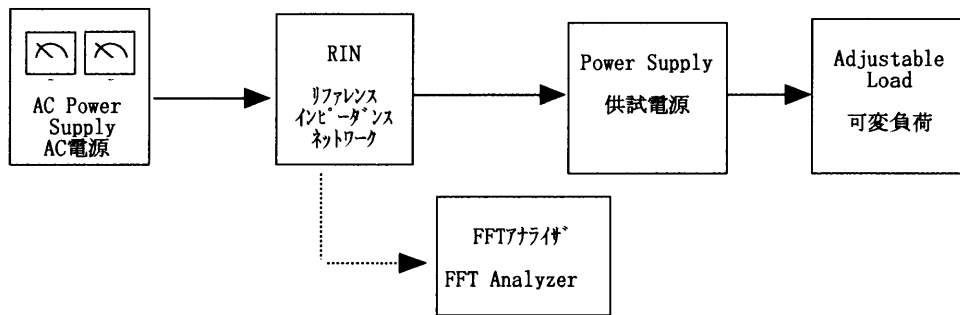 AC Power
Supply
AC電源
RIN
リファレンス
インピーダンス
ネットワーク
Power Supply
供試電源
Adjustable
Load
可変負荷
FFTアナライザ
FFT Analyzer